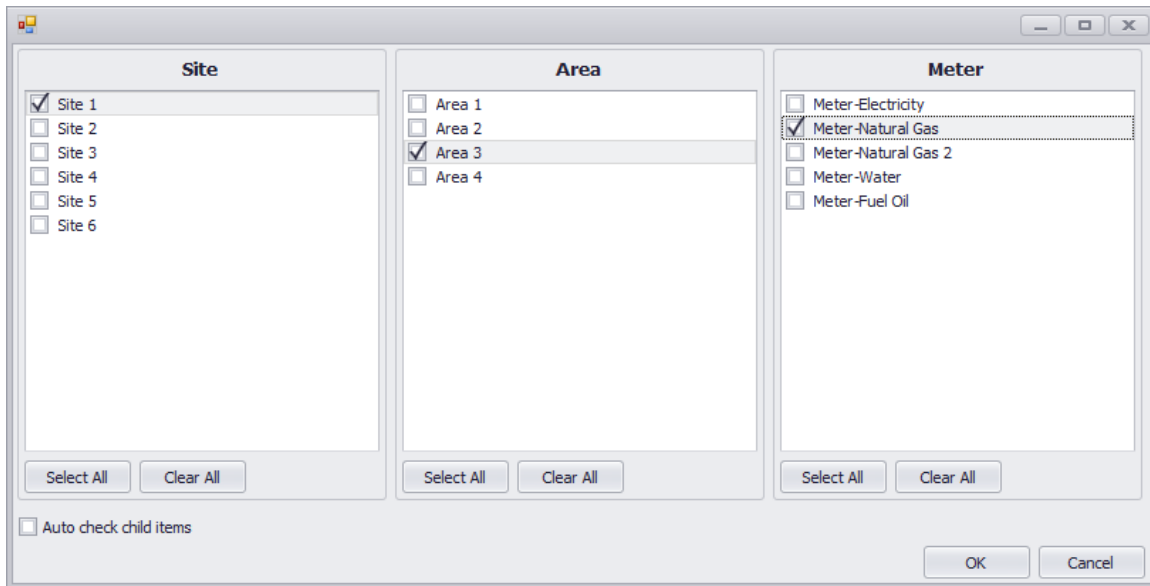 Site
Site 1
Site 2
Site 3
Site 4
Site 5
Site 6
Select All
Clear All
Area
Area 1
Area 2
Area 3
Area 4
Select All
Clear All
Meter
Meter-Electricity
Meter-Natural Gas
Meter-Natural Gas 2
Meter-Water
Meter-Fuel Oil
Select All
Clear All
Auto check child items
OK
Cancel